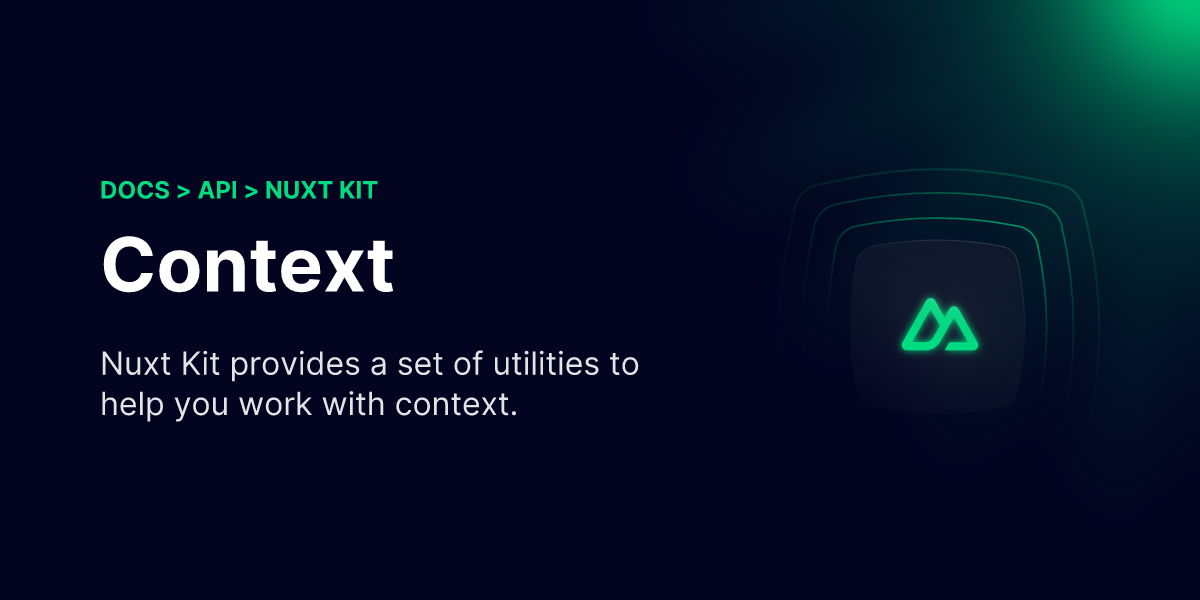 DOCS > API > NUXT KIT
Context
Nuxt Kit provides a set of utilities to
help you work with context.